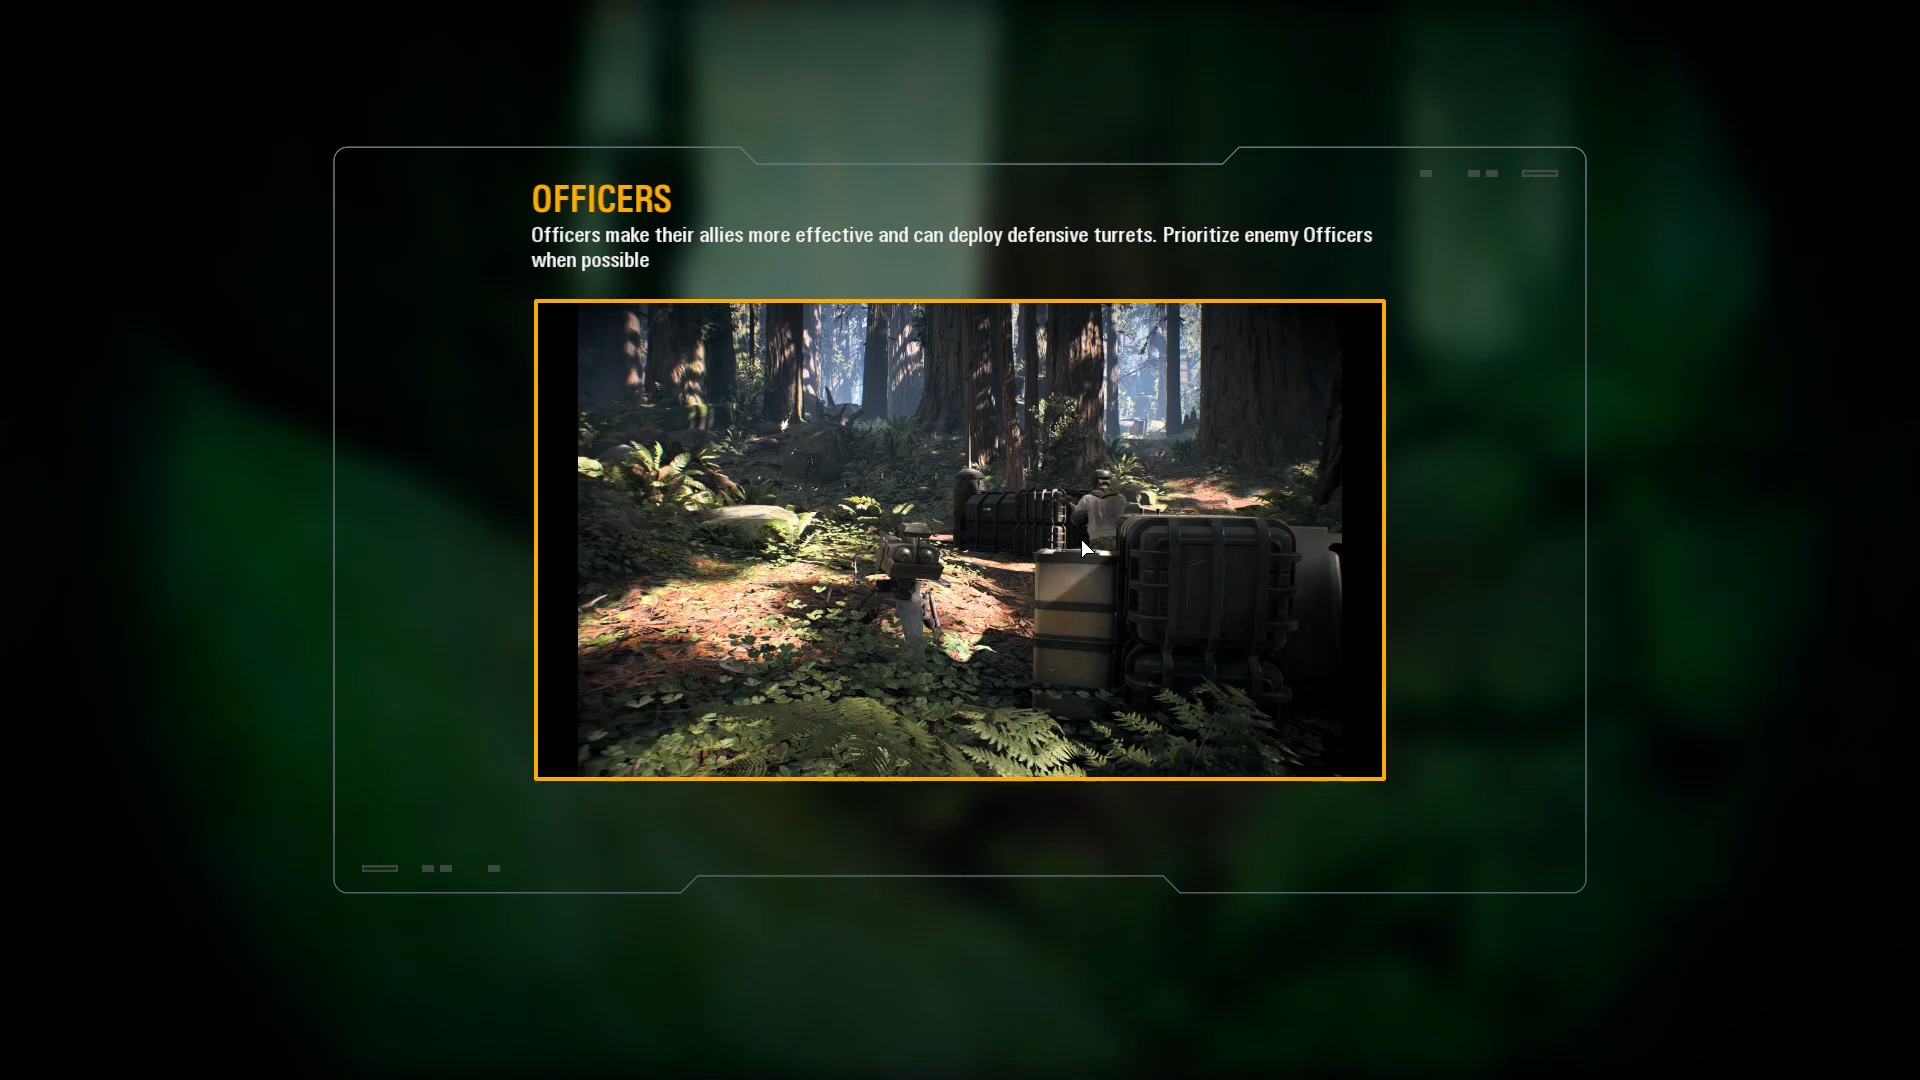 OFFICERS
Officers make their allies more effective and can deploy defensive turrets. Prioritize enemy Officers
when possible